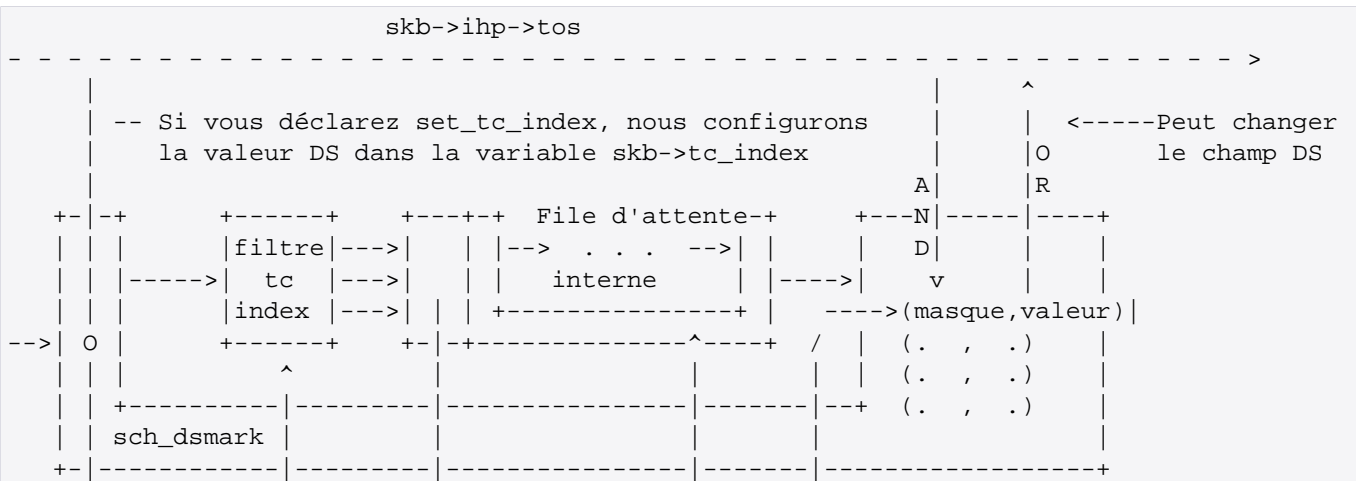 skb->ihp->tos
- - - - - - - - - - - - - - - - - - - - - - - - - - - - - - - - - - - - - - - - - >
      |                                                       |     ^
      | -- Si vous déclarez set_tc_index, nous configurons    |     |  <-----Peut changer
      |    la valeur DS dans la variable skb->tc_index        |     |O       le champ DS
      |                                                      A|     |R
   +-|-+      +------+    +---+-+  File d'attente-+     +---N|-----|----+
   | | |      |filtre|--->|   | |--> . . .  -->| |     |   D|     |    |
   | | |----->|  tc  |--->|   | |   interne    | |---->|    v     |    |
   | | |      |index |--->| | | +---------------+ |   ---->(masque,valeur)|
-->| O |      +------+    +-|-+--------------^----+  /  |  (.  ,  .)    |
   | | |          ^         |                |       |  |  (.  ,  .)    |
   | | +----------|---------|----------------|-------|--+  (.  ,  .)    |
   | | sch_dsmark |         |                |       |                  |
   +-|------------|---------|----------------|-------|------------------+